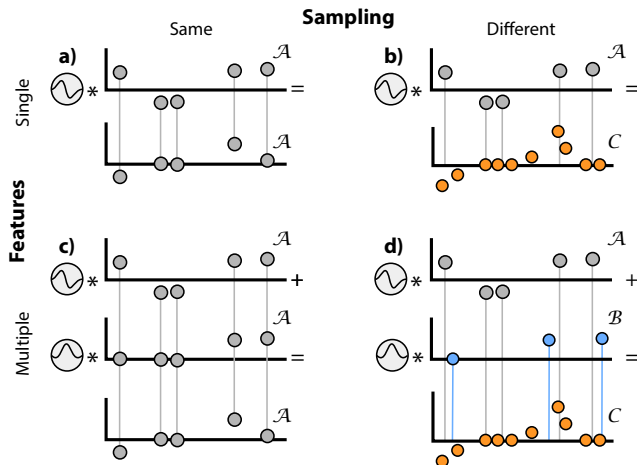 Sampling
Same
Different
Features
Single
Multiple
a)
𝒜
*
=
𝒜
b)
𝒜
*
=
C
c)
𝒜
*
+
𝒜
*
=
𝒜
d)
𝒜
*
+
ℬ
*
=
C